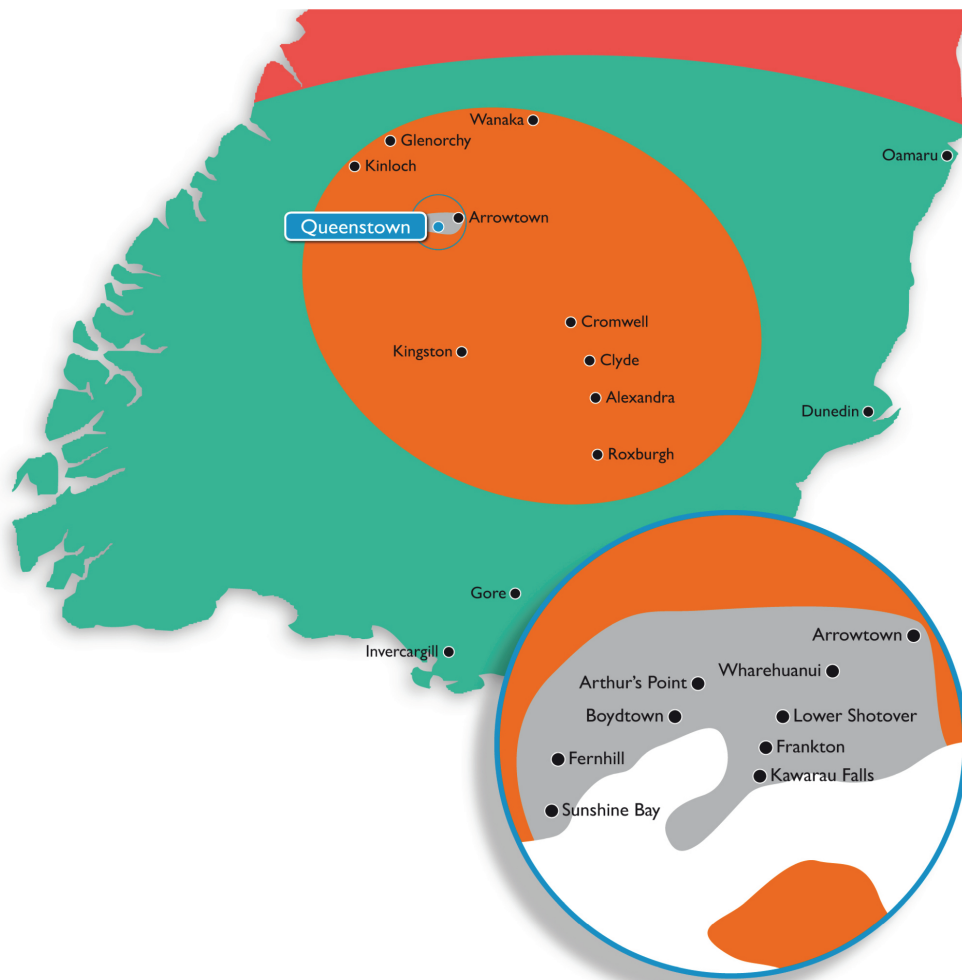 Wanaka
Glenorchy
Oamaru
Kinloch
Arrowtown
Queenstown
Cromwell
Kingston
Clyde
Alexandra
Dunedin
Roxburgh
Gore
Invercargill
Arrowtown
Wharehuanui
Arthur's Point
Boydtown
Lower Shotover
Frankton
Fernhill
Kawarau Falls
Sunshine Bay